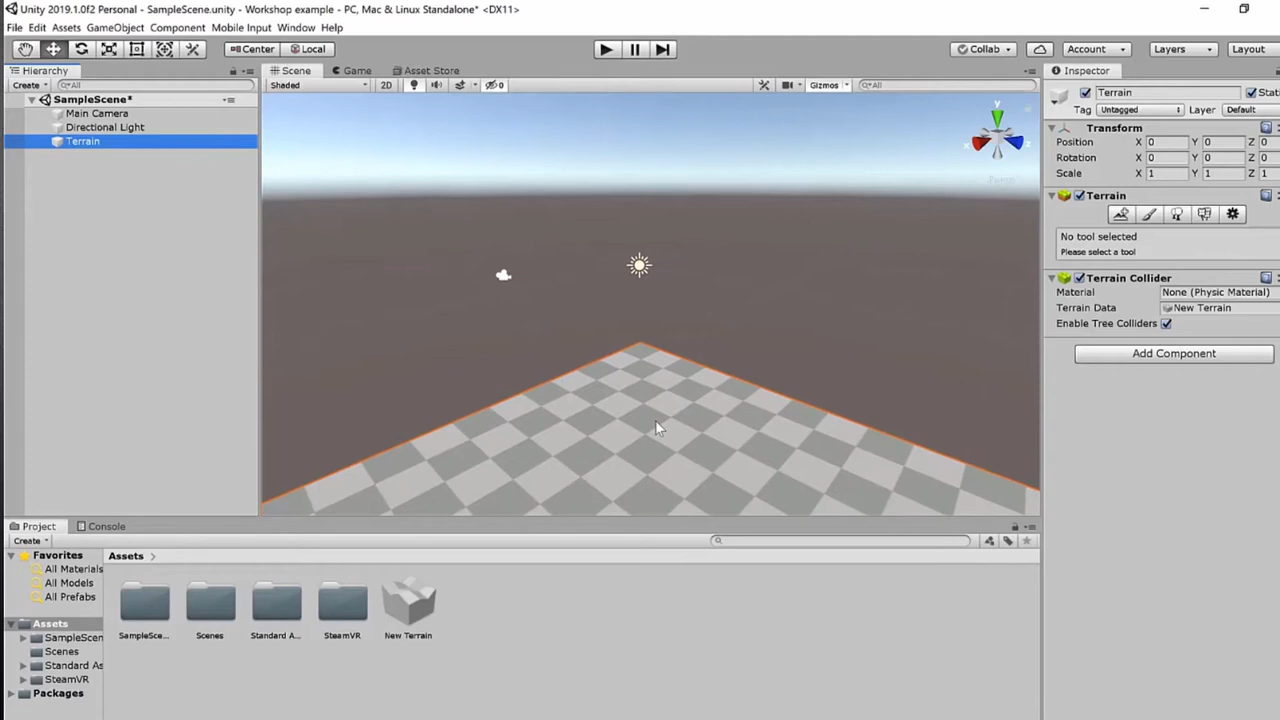 Unity 2019.1.0f2 Personal - SampleScene.unity - Workshop example - PC, Mac & Linux Standalone* <DX11>
File Edit Assets GameObject Component Mobile Input Window Help
Center Local Collab Account Layers Layout
Hierarchy
Create All
SampleScene*
Main Camera
Directional Light
Terrain
Scene Game Asset Store
Shaded 2D 0 Gizmos All
y
x z
Persp
Inspector
Terrain Stati
Tag Untagged Layer Default
Transform
Position X 0 Y 0 Z 0
Rotation X 0 Y 0 Z 0
Scale X 1 Y 1 Z 1
Terrain
No tool selected
Please select a tool
Terrain Collider
Material None (Physic Material)
Terrain Data New Terrain
Enable Tree Colliders
Add Component
Project Console
Create
Favorites
All Materials
All Models
All Prefabs
Assets
SampleScen
Scenes
Standard As
SteamVR
Packages
Assets
SampleSce... Scenes Standard A... SteamVR New Terrain